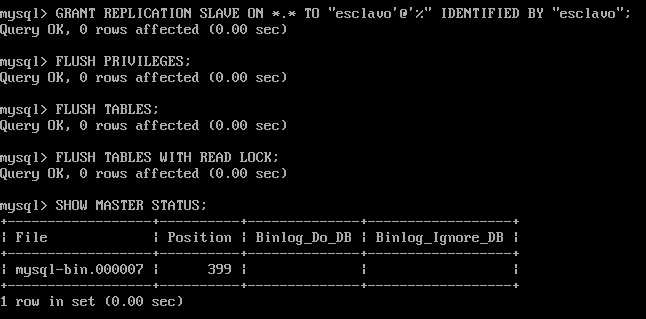 mysql> GRANT REPLICATION SLAVE ON *.* TO "esclavo'@'%" IDENTIFIED BY "esclavo";
Query OK, 0 rows affected (0.00 sec)
mysql> FLUSH PRIVILEGES;
Query OK, 0 rows affected (0.00 sec)
mysql> FLUSH TABLES;
Query OK, 0 rows affected (0.00 sec)
mysql> FLUSH TABLES WITH READ LOCK;
Query OK, 0 rows affected (0.00 sec)
mysql> SHOW MASTER STATUS;
+------------------+----------+--------------+------------------+
| File             | Position | Binlog_Do_DB | Binlog_Ignore_DB |
+------------------+----------+--------------+------------------+
| mysql-bin.000007 |      399 |              |                  |
+------------------+----------+--------------+------------------+
1 row in set (0.00 sec)